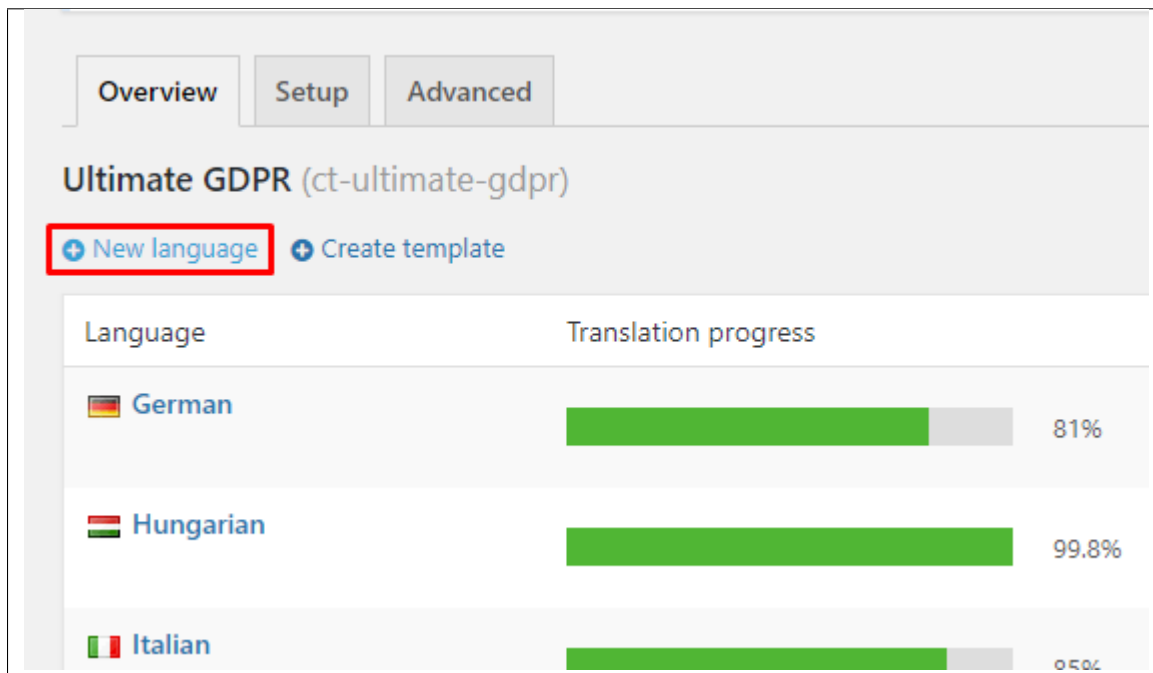 Overview Setup Advanced
Ultimate GDPR (ct-ultimate-gdpr)
New language Create template
Language Translation progress
German 81%
Hungarian 99.8%
Italian 85%